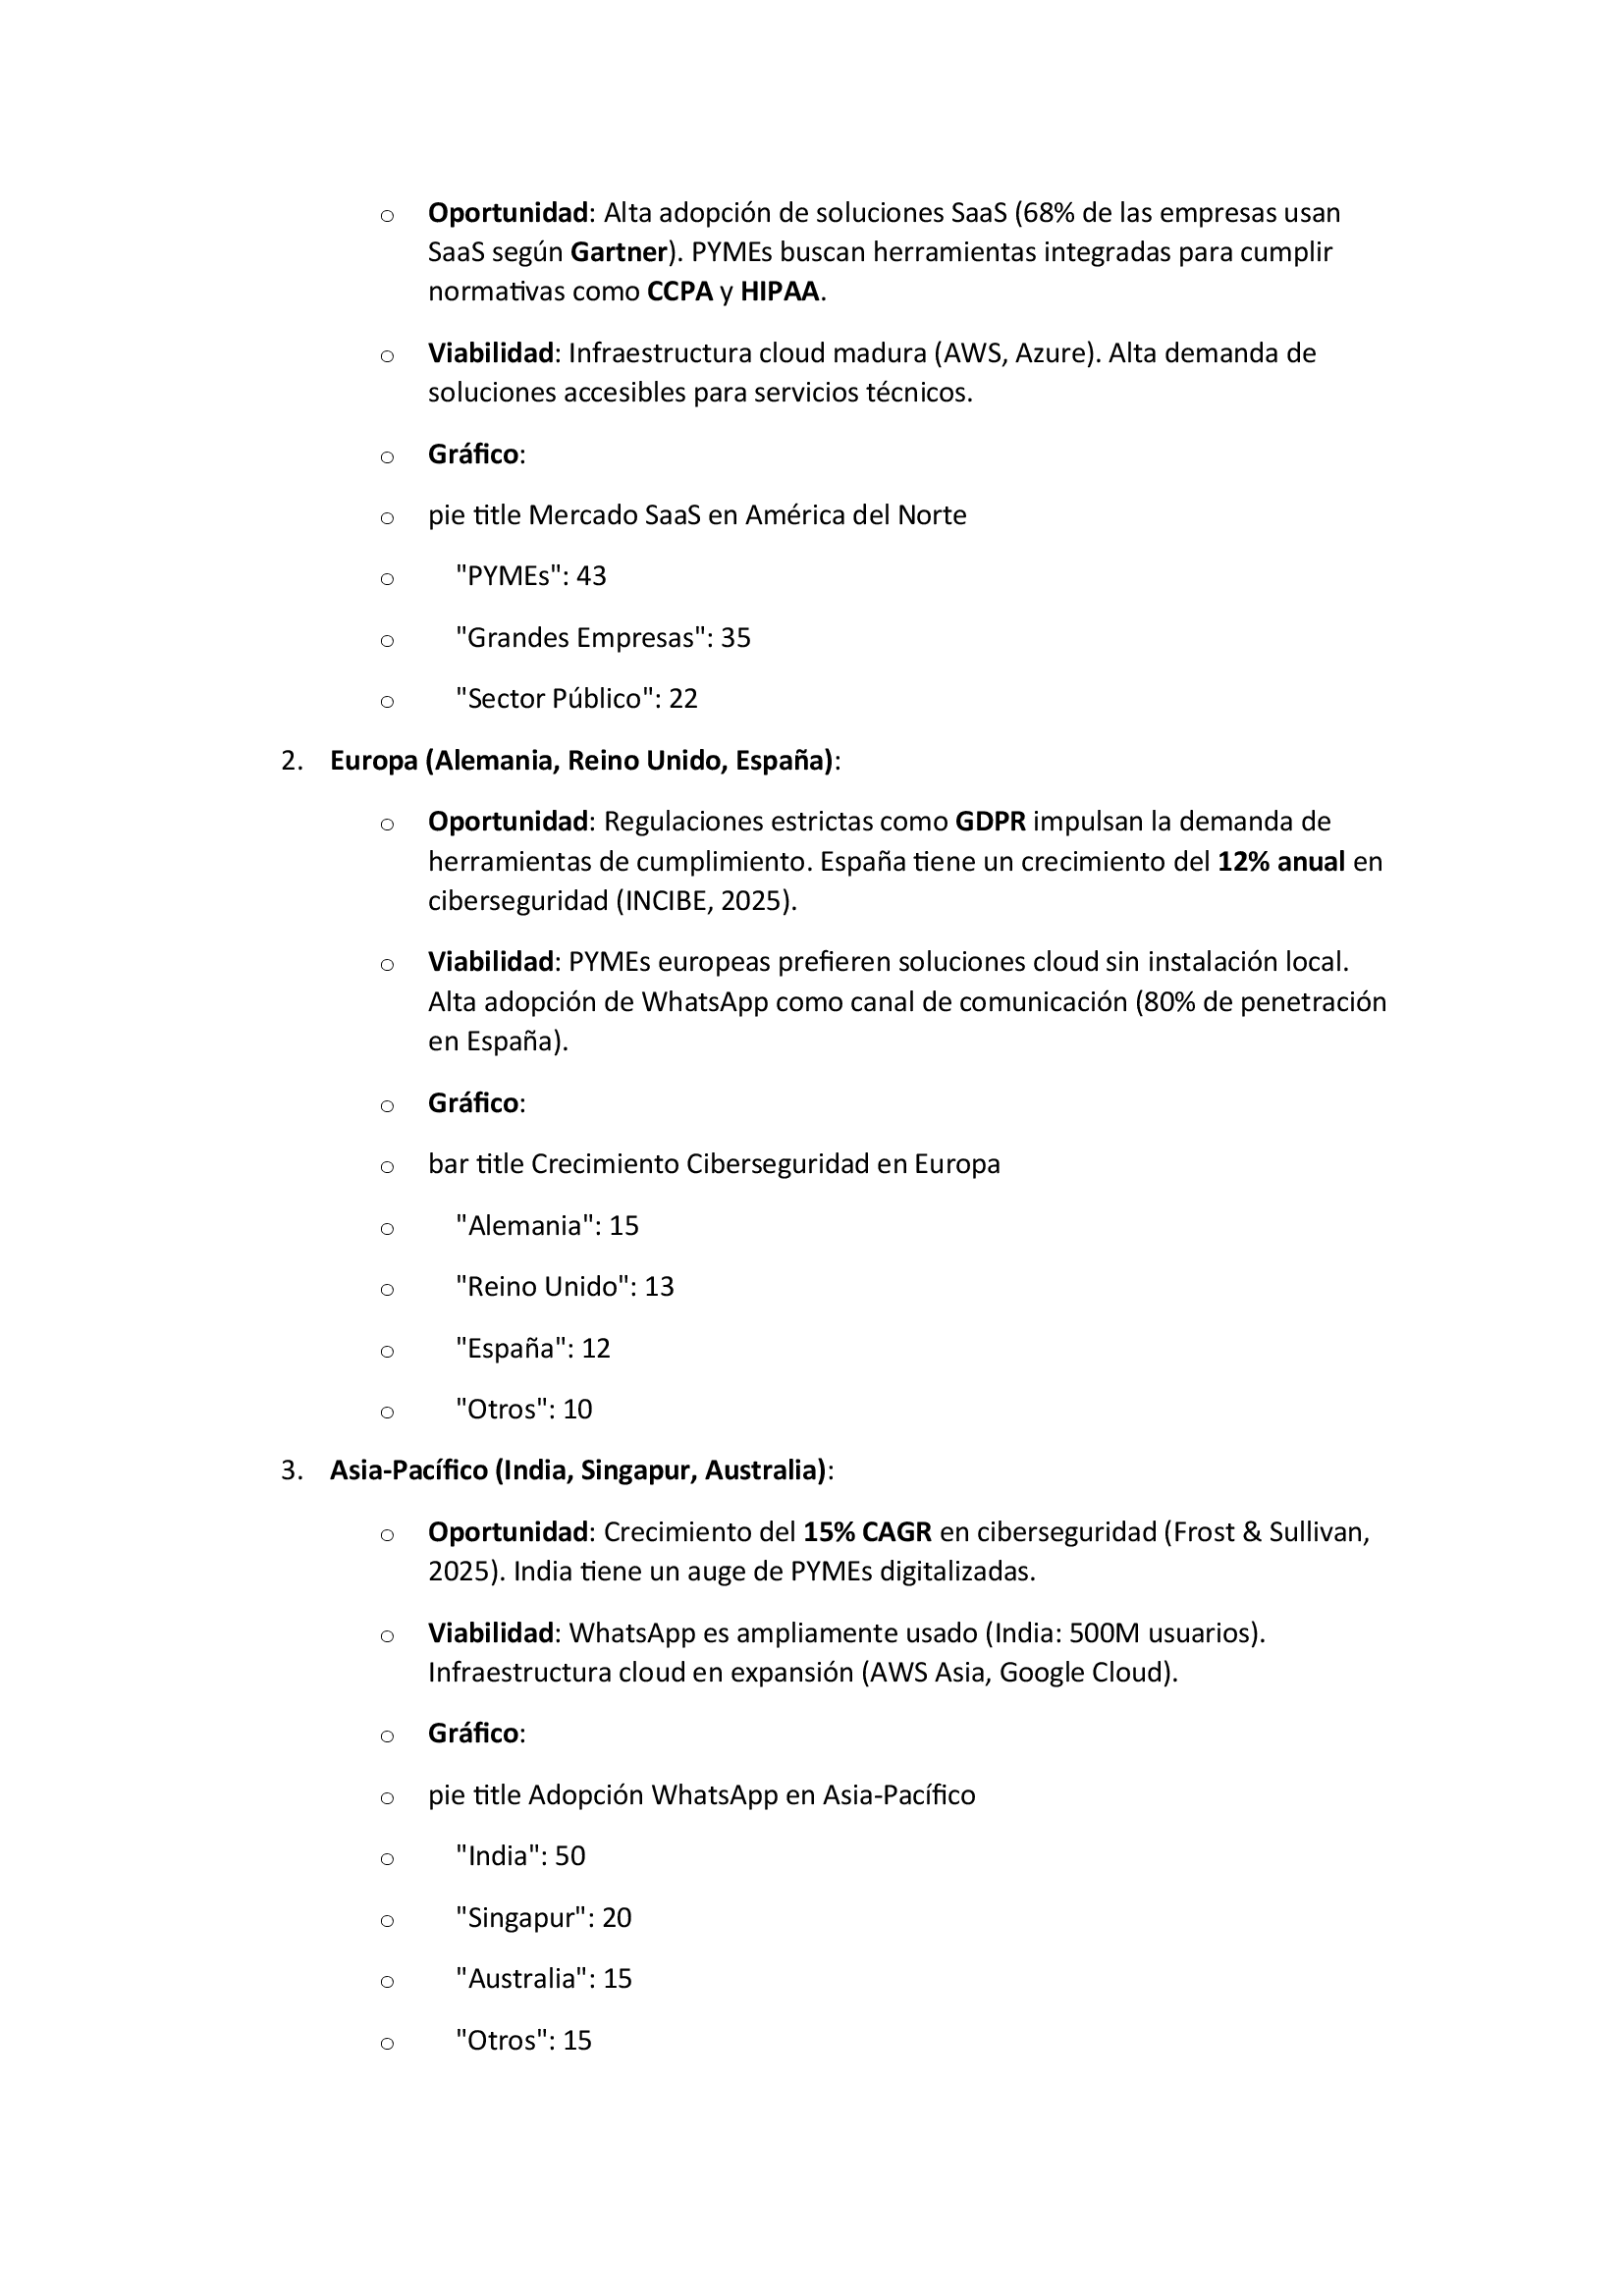 ○ Oportunidad: Alta adopción de soluciones SaaS (68% de las empresas usan
SaaS según Gartner). PYMEs buscan herramientas integradas para cumplir
normativas como CCPA y HIPAA.
○ Viabilidad: Infraestructura cloud madura (AWS, Azure). Alta demanda de
soluciones accesibles para servicios técnicos.
○ Gráfico:
○ pie title Mercado SaaS en América del Norte
○ "PYMEs": 43
○ "Grandes Empresas": 35
○ "Sector Público": 22
2. Europa (Alemania, Reino Unido, España):
○ Oportunidad: Regulaciones estrictas como GDPR impulsan la demanda de
herramientas de cumplimiento. España tiene un crecimiento del 12% anual en
ciberseguridad (INCIBE, 2025).
○ Viabilidad: PYMEs europeas prefieren soluciones cloud sin instalación local.
Alta adopción de WhatsApp como canal de comunicación (80% de penetración
en España).
○ Gráfico:
○ bar title Crecimiento Ciberseguridad en Europa
○ "Alemania": 15
○ "Reino Unido": 13
○ "España": 12
○ "Otros": 10
3. Asia-Pacífico (India, Singapur, Australia):
○ Oportunidad: Crecimiento del 15% CAGR en ciberseguridad (Frost & Sullivan,
2025). India tiene un auge de PYMEs digitalizadas.
○ Viabilidad: WhatsApp es ampliamente usado (India: 500M usuarios).
Infraestructura cloud en expansión (AWS Asia, Google Cloud).
○ Gráfico:
○ pie title Adopción WhatsApp en Asia-Pacífico
○ "India": 50
○ "Singapur": 20
○ "Australia": 15
○ "Otros": 15